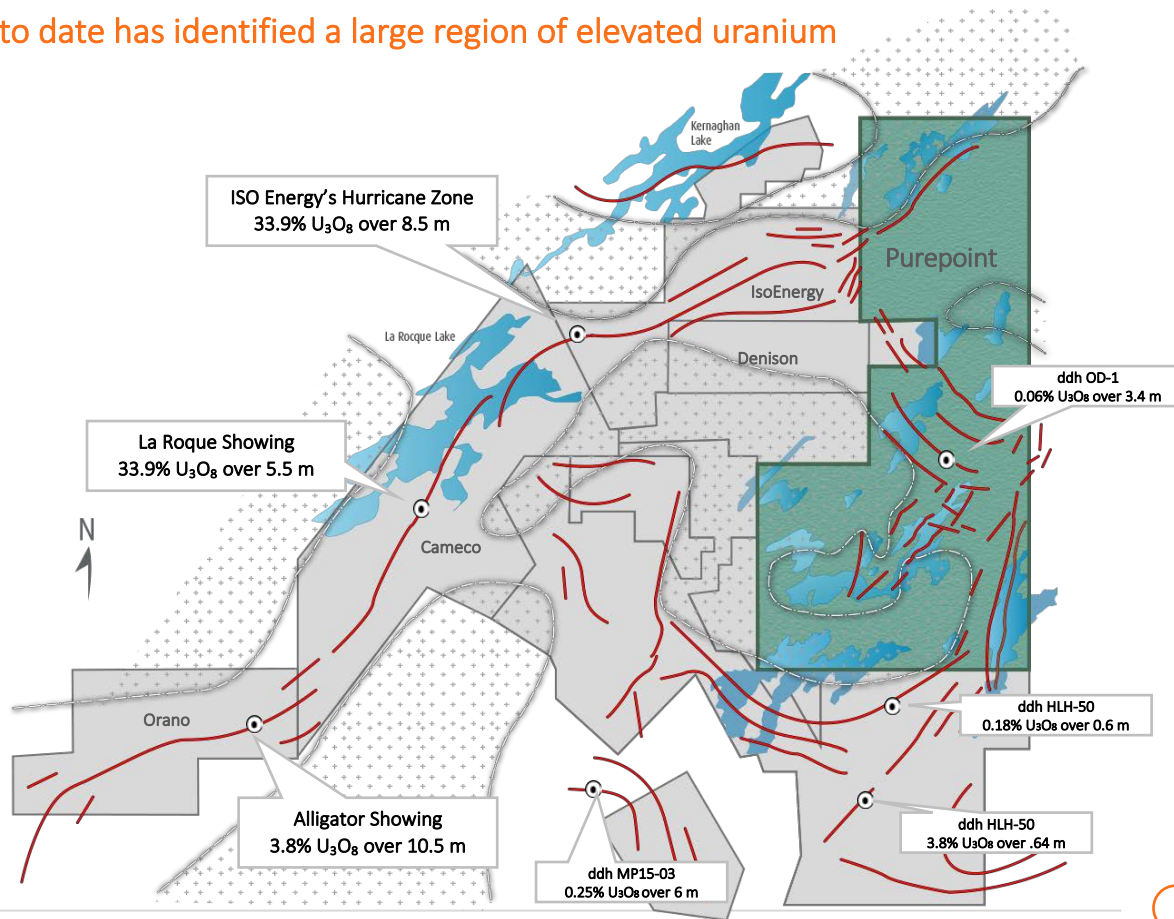 to date has identified a large region of elevated uranium
Kernaghan
Lake
ISO Energy's Hurricane Zone
33.9% U₃O₈ over 8.5 m
Purepoint
IsoEnergy
La Rocque Lake
Denison
ddh OD-1
0.06% U₃O₈ over 3.4 m
La Roque Showing
33.9% U₃O₈ over 5.5 m
N
Cameco
Orano
ddh HLH-50
0.18% U₃O₈ over 0.6 m
Alligator Showing
3.8% U₃O₈ over 10.5 m
ddh HLH-50
3.8% U₃O₈ over .64 m
ddh MP15-03
0.25% U₃O₈ over 6 m